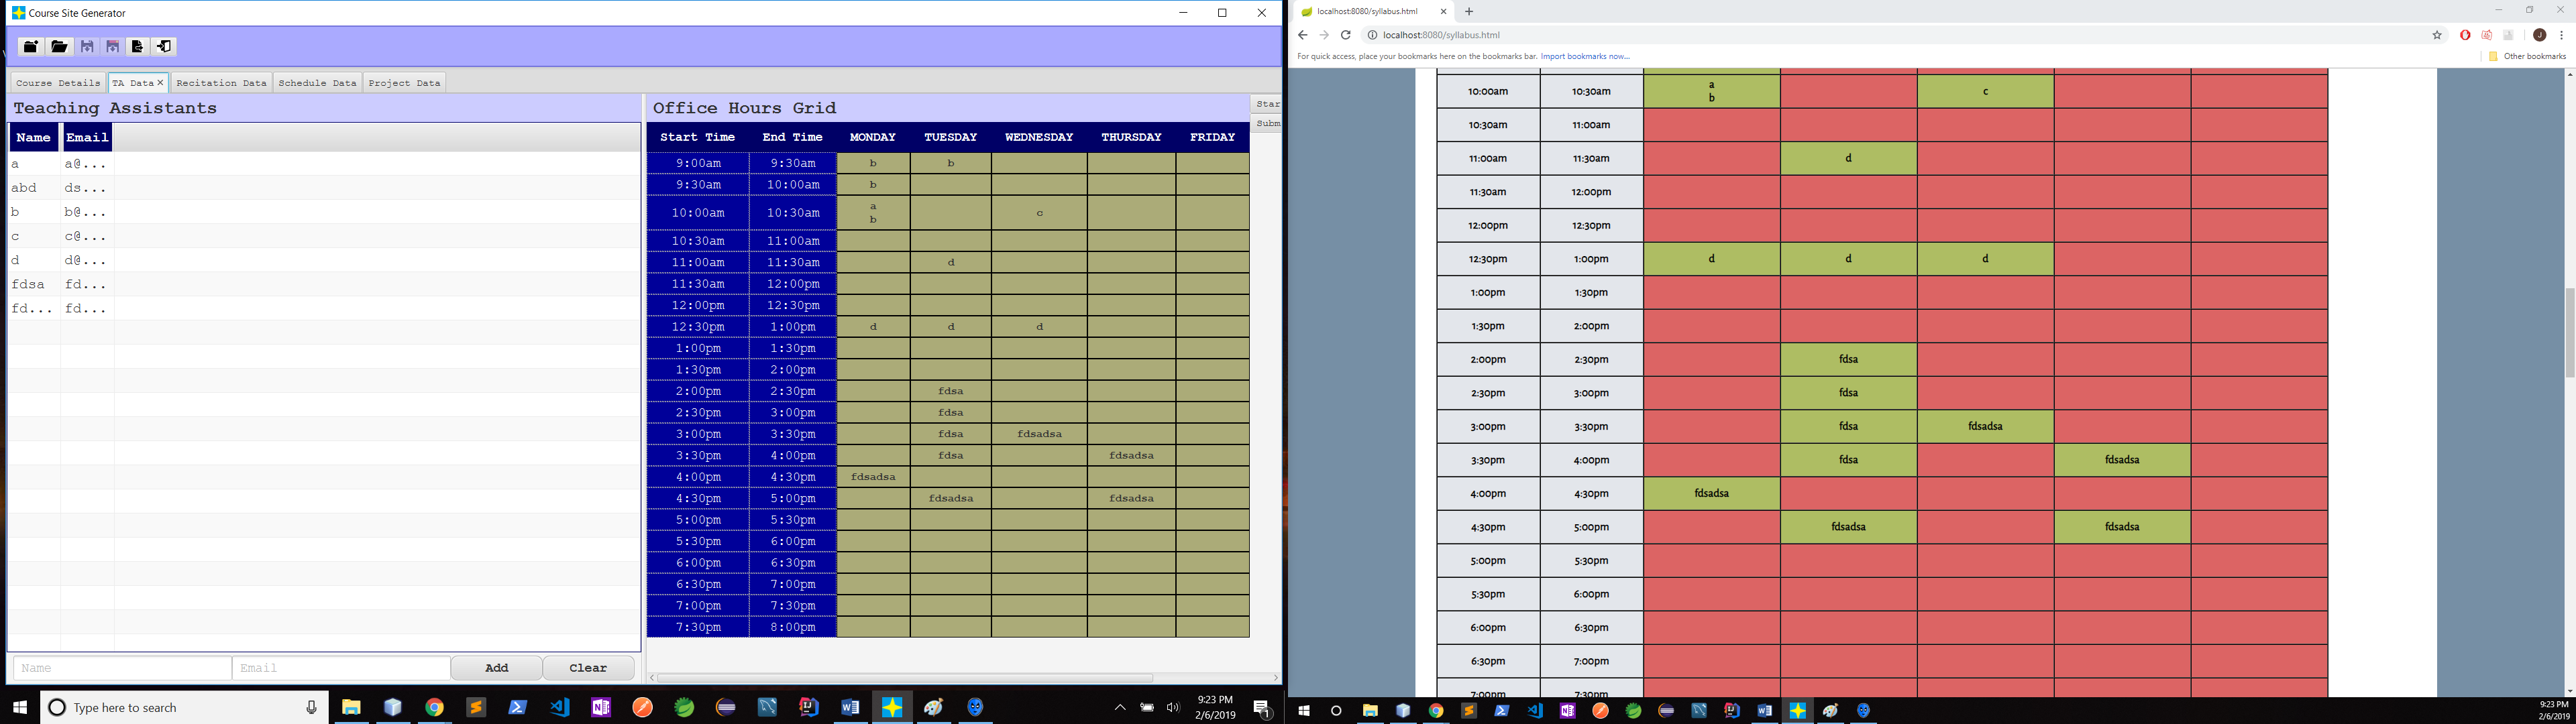 Course Site Generator
Course Details TA Data Recitation Data Schedule Data Project Data
Teaching Assistants
Name Email
a a@...
abd ds...
b b@...
c c@...
d d@...
fdsa fd...
fd... fd...
Name Email Add Clear
Office Hours Grid
Star
Subm
Start Time End Time MONDAY TUESDAY WEDNESDAY THURSDAY FRIDAY
9:00am 9:30am b b
9:30am 10:00am b
10:00am 10:30am a
b c
10:30am 11:00am
11:00am 11:30am d
11:30am 12:00pm
12:00pm 12:30pm
12:30pm 1:00pm d d d
1:00pm 1:30pm
1:30pm 2:00pm
2:00pm 2:30pm fdsa
2:30pm 3:00pm fdsa
3:00pm 3:30pm fdsa fdsadsa
3:30pm 4:00pm fdsa fdsadsa
4:00pm 4:30pm fdsadsa
4:30pm 5:00pm fdsadsa fdsadsa
5:00pm 5:30pm
5:30pm 6:00pm
6:00pm 6:30pm
6:30pm 7:00pm
7:00pm 7:30pm
7:30pm 8:00pm
Type here to search
9:23 PM
2/6/2019
1
localhost:8080/syllabus.html
localhost:8080/syllabus.html
J
For quick access, place your bookmarks here on the bookmarks bar. Import bookmarks now...
Other bookmarks
10:00am 10:30am a
b c
10:30am 11:00am
11:00am 11:30am d
11:30am 12:00pm
12:00pm 12:30pm
12:30pm 1:00pm d d d
1:00pm 1:30pm
1:30pm 2:00pm
2:00pm 2:30pm fdsa
2:30pm 3:00pm fdsa
3:00pm 3:30pm fdsa fdsadsa
3:30pm 4:00pm fdsa fdsadsa
4:00pm 4:30pm fdsadsa
4:30pm 5:00pm fdsadsa fdsadsa
5:00pm 5:30pm
5:30pm 6:00pm
6:00pm 6:30pm
6:30pm 7:00pm
7:00pm 7:30pm
9:23 PM
2/6/2019